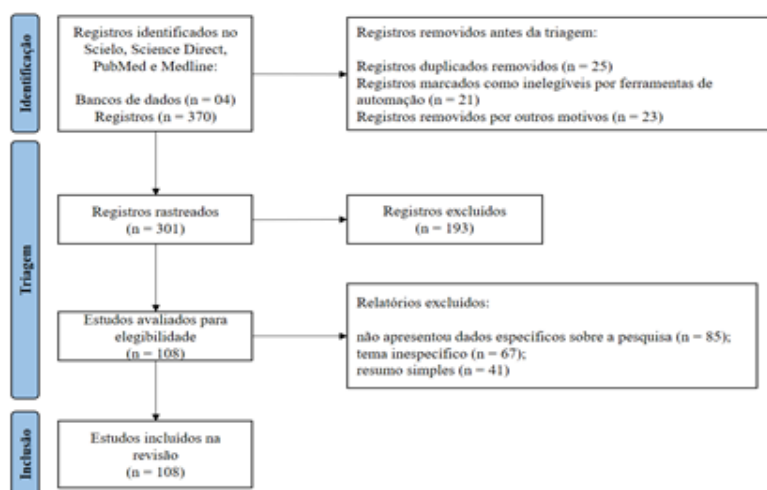 Identificação
Registros identificados no
Scielo, Science Direct,
PubMed e Medline:
Bancos de dados (n = 04)
Registros (n = 370)
Registros removidos antes da triagem:
Registros duplicados removidos (n = 25)
Registros marcados como inelegíveis por ferramentas de
automação (n = 21)
Registros removidos por outros motivos (n = 23)
Triagem
Registros rastreados
(n = 301)
Registros excluídos
(n = 193)
Estudos avaliados para
elegibilidade
(n = 108)
Relatórios excluídos:
não apresentou dados específicos sobre a pesquisa (n = 85);
tema inespecífico (n = 67);
resumo simples (n = 41)
Inclusão
Estudos incluídos na
revisão
(n = 108)